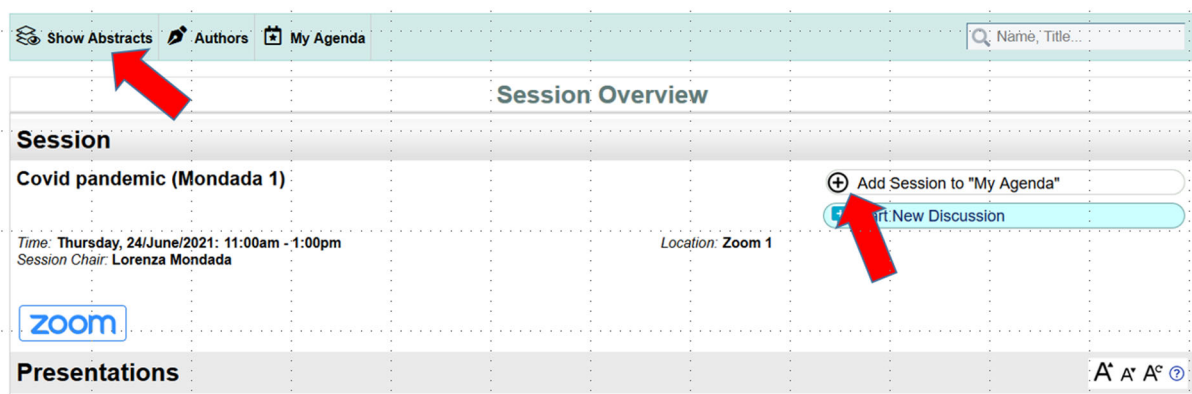 Show Abstracts Authors My Agenda Name, Title...
Session Overview
Session
Covid pandemic (Mondada 1)
Add Session to "My Agenda"
art New Discussion
Time: Thursday, 24/June/2021: 11:00am - 1:00pm
Location: Zoom 1
Session Chair: Lorenza Mondada
zoom
Presentations
A A Ac ?